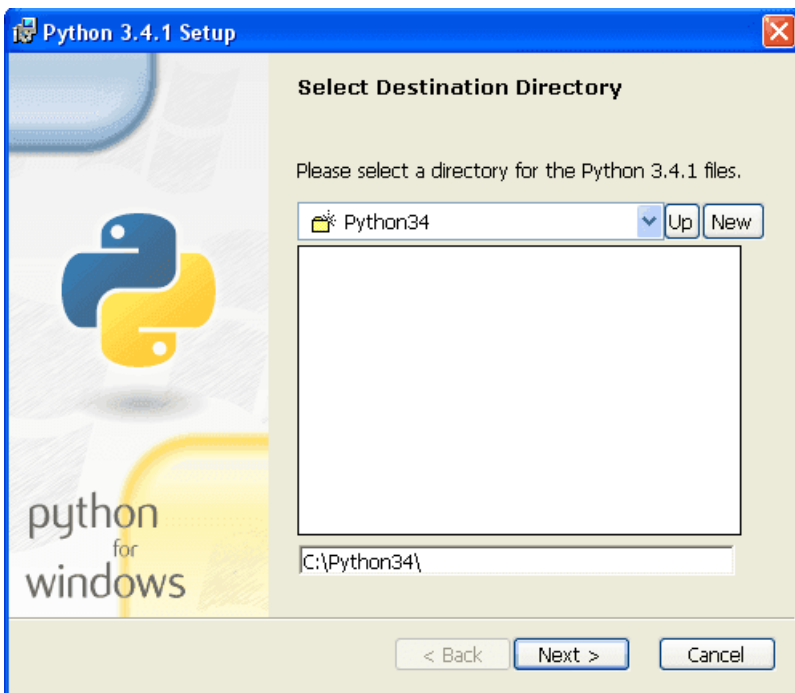 Python 3.4.1 Setup
Select Destination Directory
Please select a directory for the Python 3.4.1 files.
Python34
Up
New
C:\Python34\
python
for
windows
< Back
Next >
Cancel